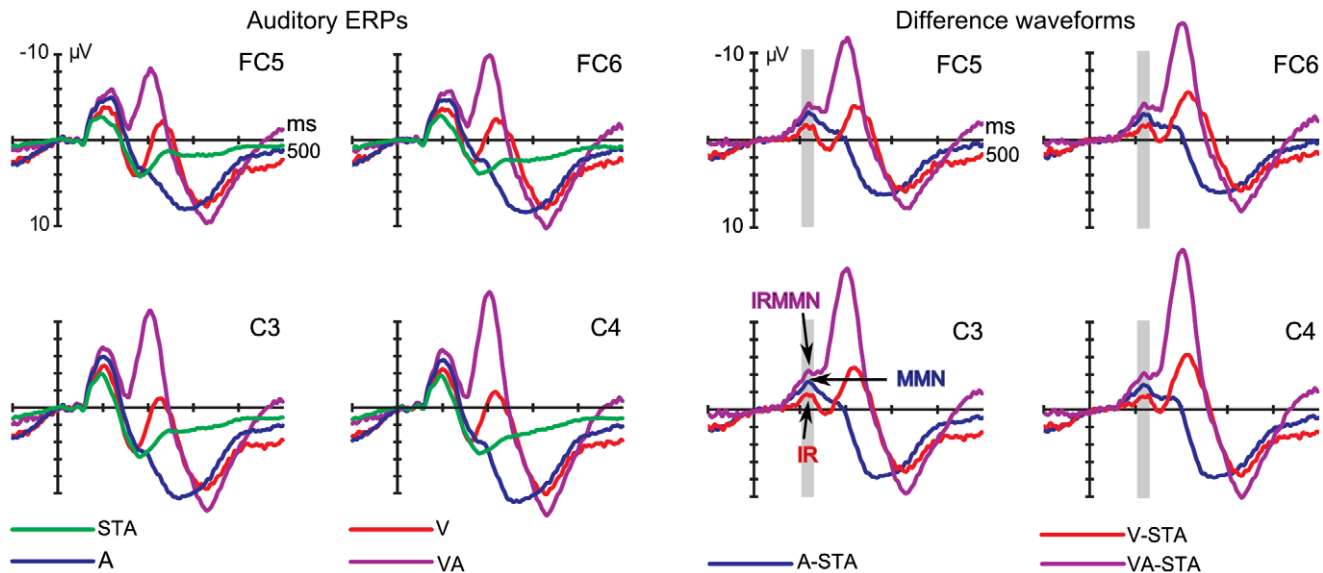 Auditory ERPs
Difference waveforms
-10 µV FC5
FC6
-10 µV FC5
FC6
ms
500
ms
500
10
10
C3
C4
IRMMN
C3
C4
MMN
IR
STA
V
V-STA
A
VA
A-STA
VA-STA